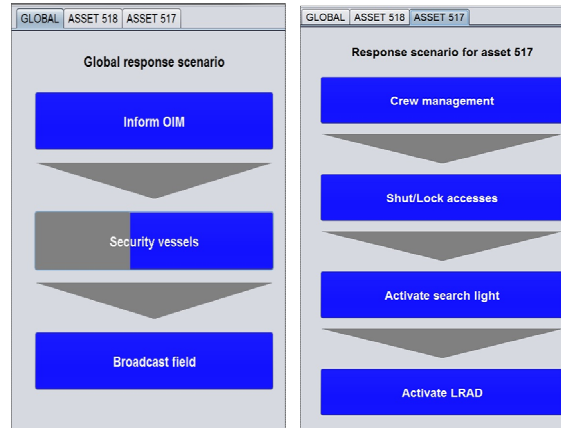 GLOBAL ASSET 518 ASSET 517
Global response scenario
Inform OIM
Security vessels
Broadcast field
GLOBAL ASSET 518 ASSET 517
Response scenario for asset 517
Crew management
Shut/Lock accesses
Activate search light
Activate LRAD